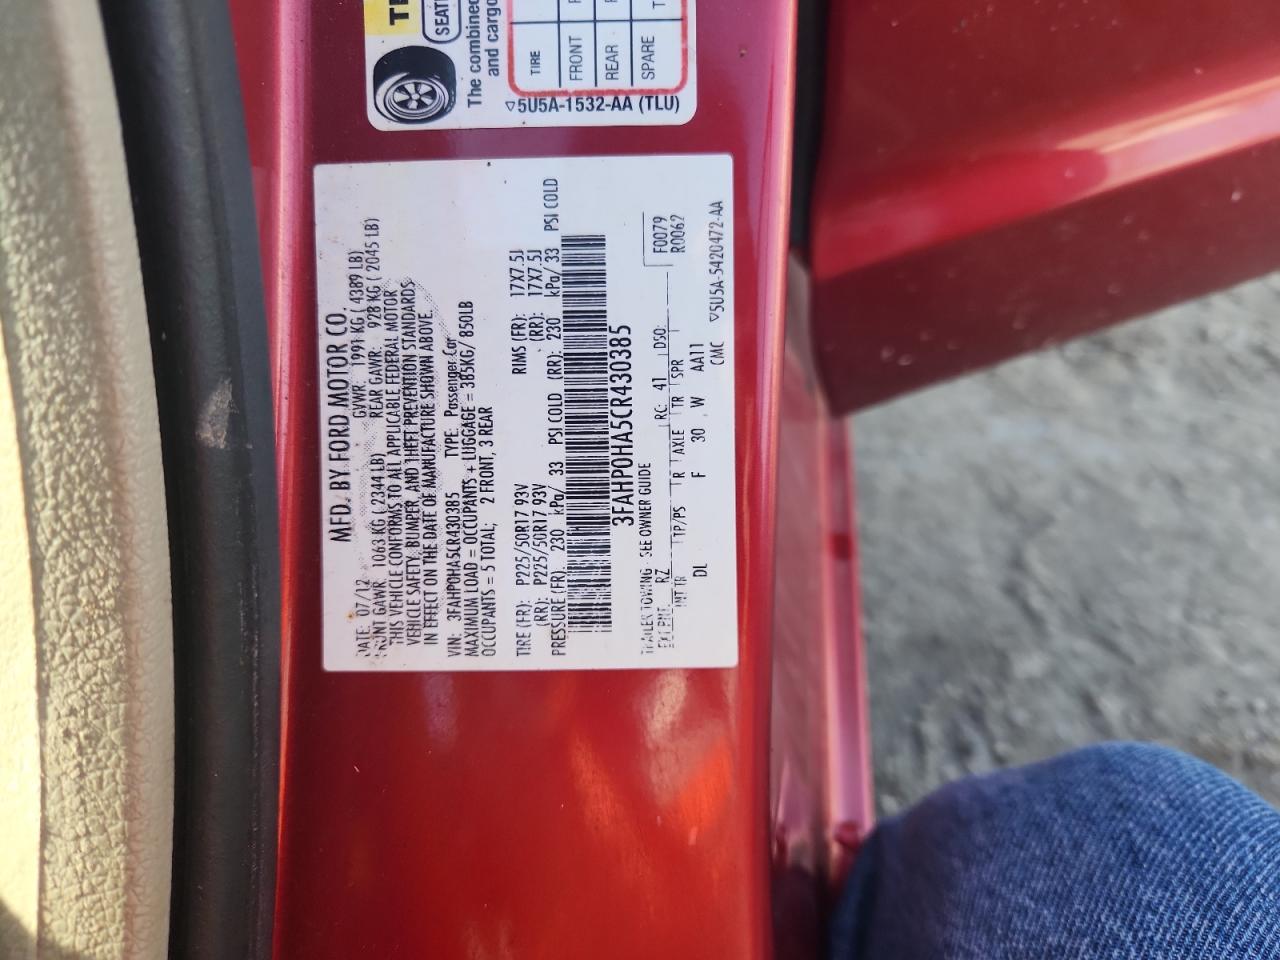 MFD. BY FORD MOTOR CO.
DATE: 07/12 GVWR: 1991 KG ( 4389 LB)
FRONT GAWR: 1063 KG ( 2344 LB) REAR GAWR: 928 KG ( 2045 LB)
THIS VEHICLE CONFORMS TO ALL APPLICABLE FEDERAL MOTOR
VEHICLE SAFETY, BUMPER, AND THEFT PREVENTION STANDARDS
IN EFFECT ON THE DATE OF MANUFACTURE SHOWN ABOVE.
VIN: 3FAHP0HA5CR430385 TYPE: Passenger Car
MAXIMUM LOAD = OCCUPANTS + LUGGAGE = 385KG/ 850LB
OCCUPANTS = 5 TOTAL; 2 FRONT, 3 REAR
TIRE (FR): P225/50R17 93V RIMS (FR): 17X7.5J
(RR): P225/50R17 93V (RR): 17X7.5J
PRESSURE (FR): 230 kPa/ 33 PSI COLD (RR): 230 kPa/ 33 PSI COLD
3FAHP0HA5CR430385
F0079
R0062
TRAILER TOWING - SEE OWNER GUIDE
EXT PNT: RZ RC: 41 DSO:
INT TR TP/PS R AXLE TR SPR
DL F 30 W AA11
CMC ▽5U5A-5420472-AA
SEATI
The combined
and cargo
TIRE
FRONT
REAR
SPARE
▽5U5A-1532-AA (TLU)